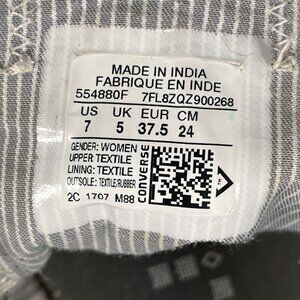 MADE IN INDIA
FABRIQUE EN INDE
554880F 7FL8ZQZ900268
US UK EUR CM
7 5 37.5 24
GENDER: WOMEN
UPPER: TEXTILE
LINING: TEXTILE
OUTSOLE: TEXTILE/RUBBER
CONVERSE
2C 1707 M88